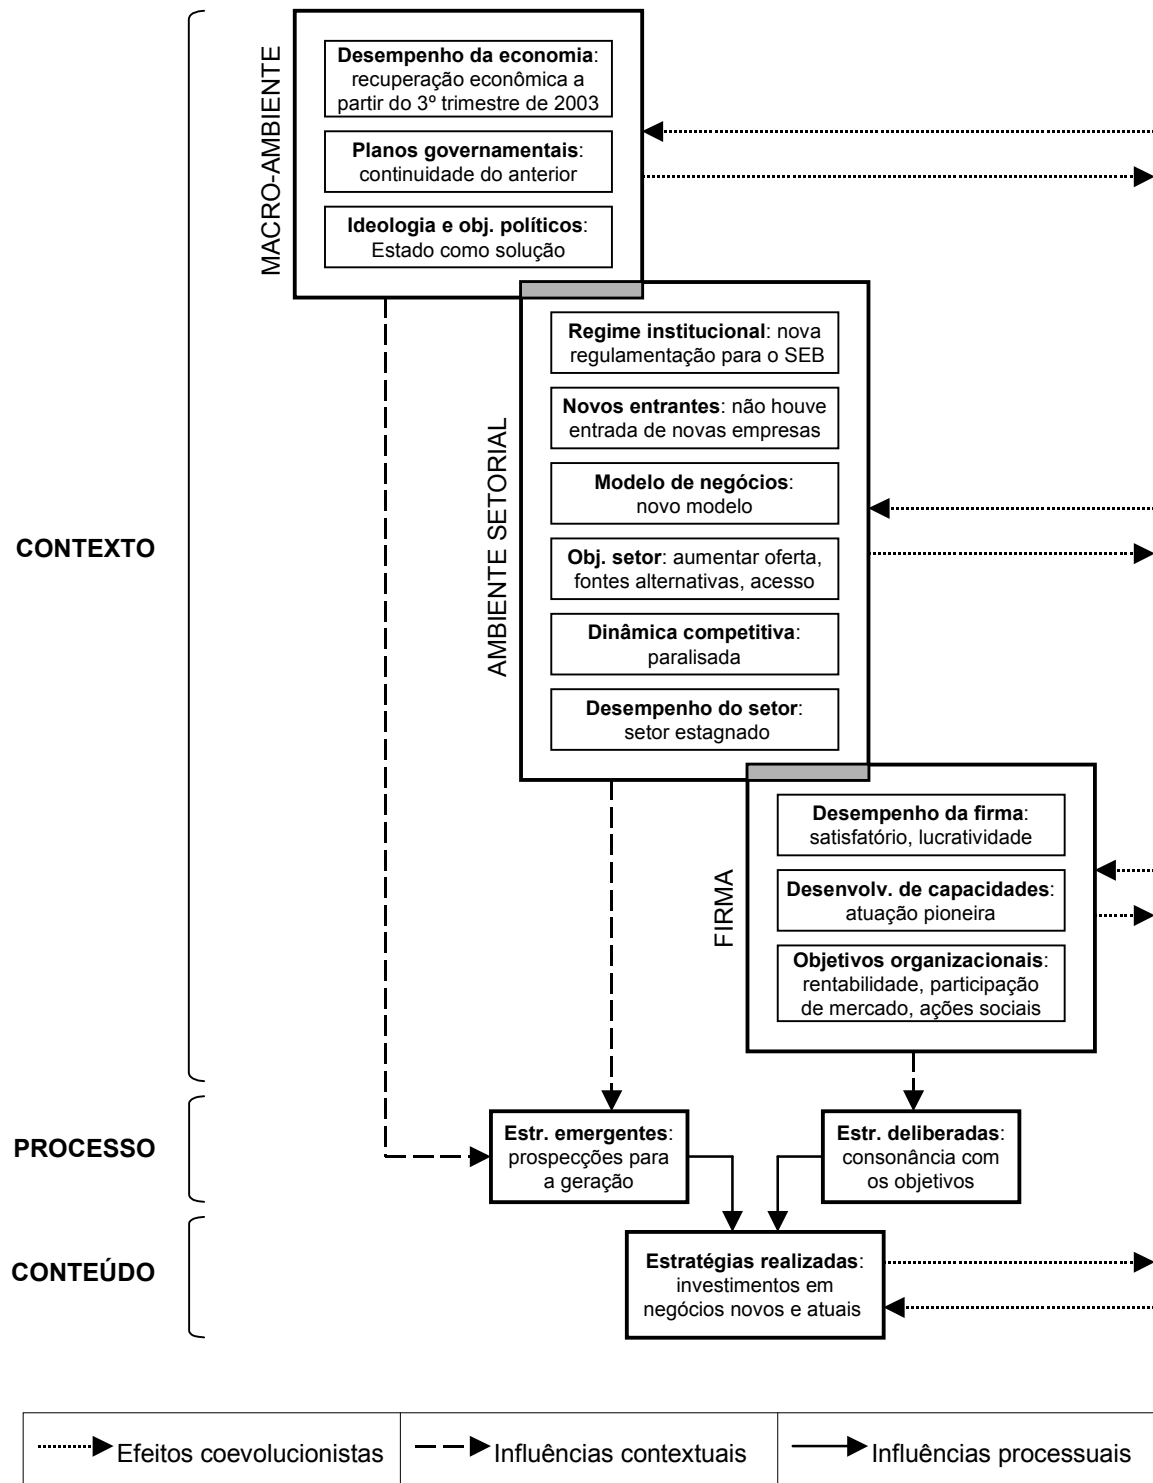 MACRO-AMBIENTE
Desempenho da economia:
recuperação econômica a
partir do 3º trimestre de 2003
Planos governamentais:
continuidade do anterior
Ideologia e obj. políticos:
Estado como solução
CONTEXTO
AMBIENTE SETORIAL
Regime institucional: nova
regulamentação para o SEB
Novos entrantes: não houve
entrada de novas empresas
Modelo de negócios:
novo modelo
Obj. setor: aumentar oferta,
fontes alternativas, acesso
Dinâmica competitiva:
paralisada
Desempenho do setor:
setor estagnado
FIRMA
Desempenho da firma:
satisfatório, lucratividade
Desenvolv. de capacidades:
atuação pioneira
Objetivos organizacionais:
rentabilidade, participação
de mercado, ações sociais
PROCESSO
Estr. emergentes:
prospecções para
a geração
Estr. deliberadas:
consonância com
os objetivos
CONTEÚDO
Estratégias realizadas:
investimentos em
negócios novos e atuais
Efeitos coevolucionistas
Influências contextuais
Influências processuais